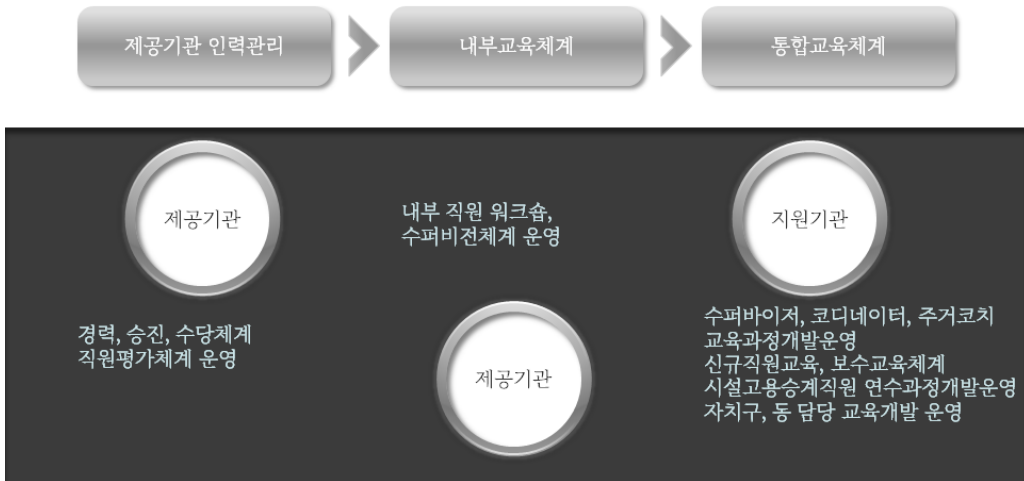 제공기관 인력관리
내부교육체계
통합교육체계
제공기관
경력, 승진, 수당체계
직원평가체계 운영
내부 직원 워크숍,
수퍼비전체계 운영
제공기관
지원기관
수퍼바이저, 코디네이터, 주거코치
교육과정개발운영
신규직원교육, 보수교육체계
시설고용승계직원 연수과정개발운영
자치구, 동 담당 교육개발 운영